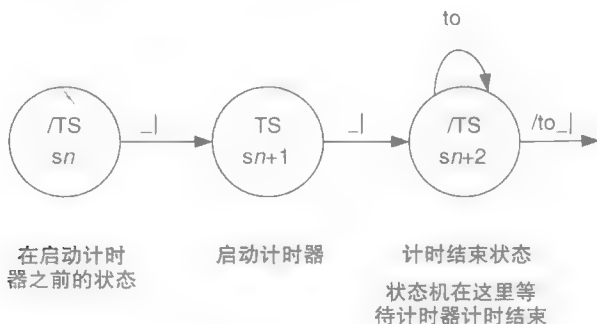 to
/TS
sn
_|
TS
sn+1
_|
/TS
sn+2
/to_|
在启动计时
器之前的状态
启动计时器
计时结束状态
状态机在这里等
待计时器计时结束